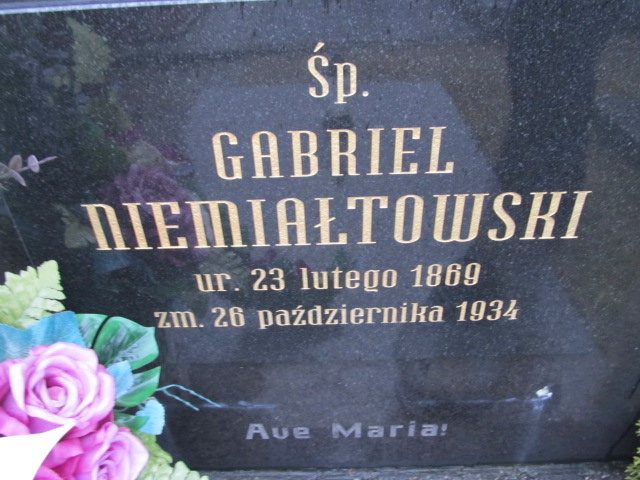 Śp.
GABRIEL
NIEMIAŁTOWSKI
ur. 23 lutego 1869
zm. 26 października 1934
Ave Maria!